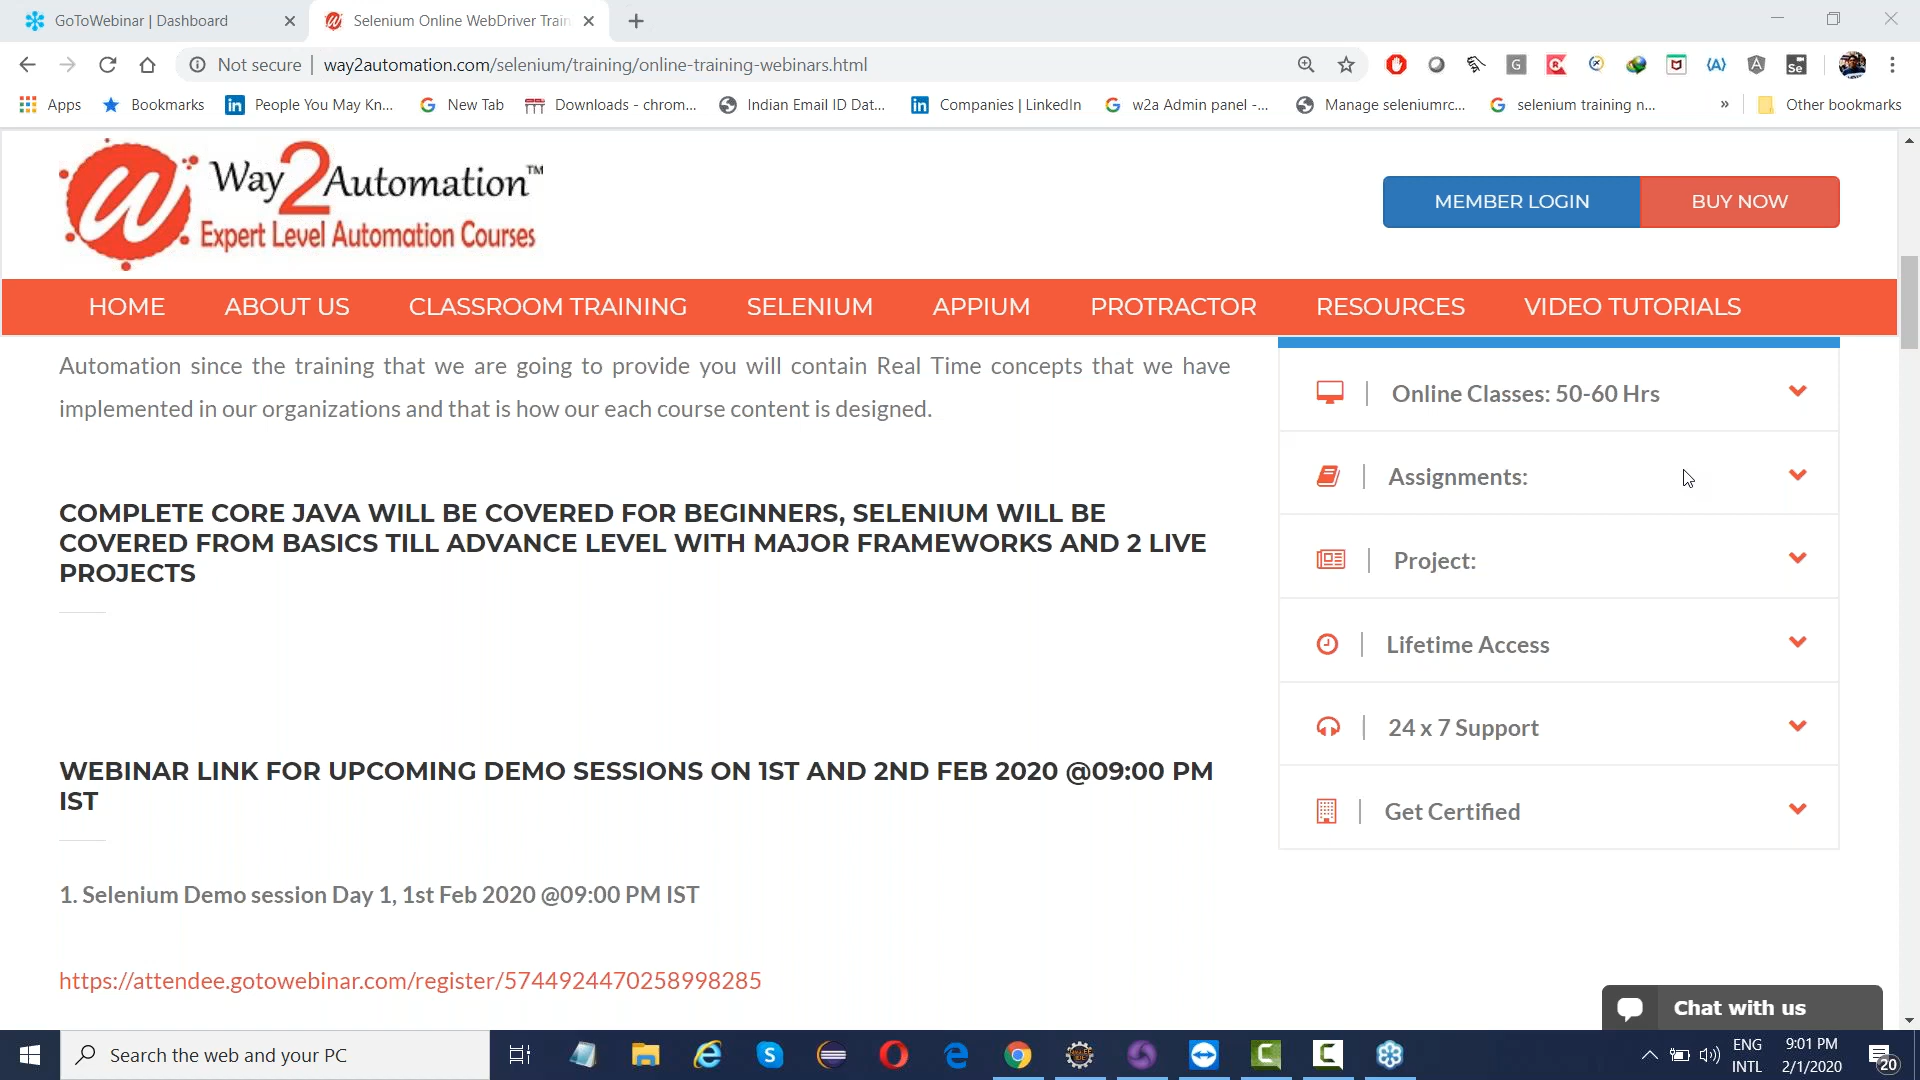 GoToWebinar | Dashboard
Selenium Online WebDriver Train
Not secure | way2automation.com/selenium/training/online-training-webinars.html
Apps
Bookmarks
People You May Kn...
New Tab
Downloads - chrom...
Indian Email ID Dat...
Companies | LinkedIn
w2a Admin panel -...
Manage seleniumrc...
selenium training n...
»
Other bookmarks
Way2Automation™
Expert Level Automation Courses
MEMBER LOGIN
BUY NOW
HOME
ABOUT US
CLASSROOM TRAINING
SELENIUM
APPIUM
PROTRACTOR
RESOURCES
VIDEO TUTORIALS
Automation since the training that we are going to provide you will contain Real Time concepts that we have
implemented in our organizations and that is how our each course content is designed.
COMPLETE CORE JAVA WILL BE COVERED FOR BEGINNERS, SELENIUM WILL BE
COVERED FROM BASICS TILL ADVANCE LEVEL WITH MAJOR FRAMEWORKS AND 2 LIVE
PROJECTS
WEBINAR LINK FOR UPCOMING DEMO SESSIONS ON 1ST AND 2ND FEB 2020 @09:00 PM
IST
1. Selenium Demo session Day 1, 1st Feb 2020 @09:00 PM IST
https://attendee.gotowebinar.com/register/5744924470258998285
Online Classes: 50-60 Hrs
Assignments:
Project:
Lifetime Access
24 x 7 Support
Get Certified
Chat with us
Search the web and your PC
ENG
INTL
9:01 PM
2/1/2020
20